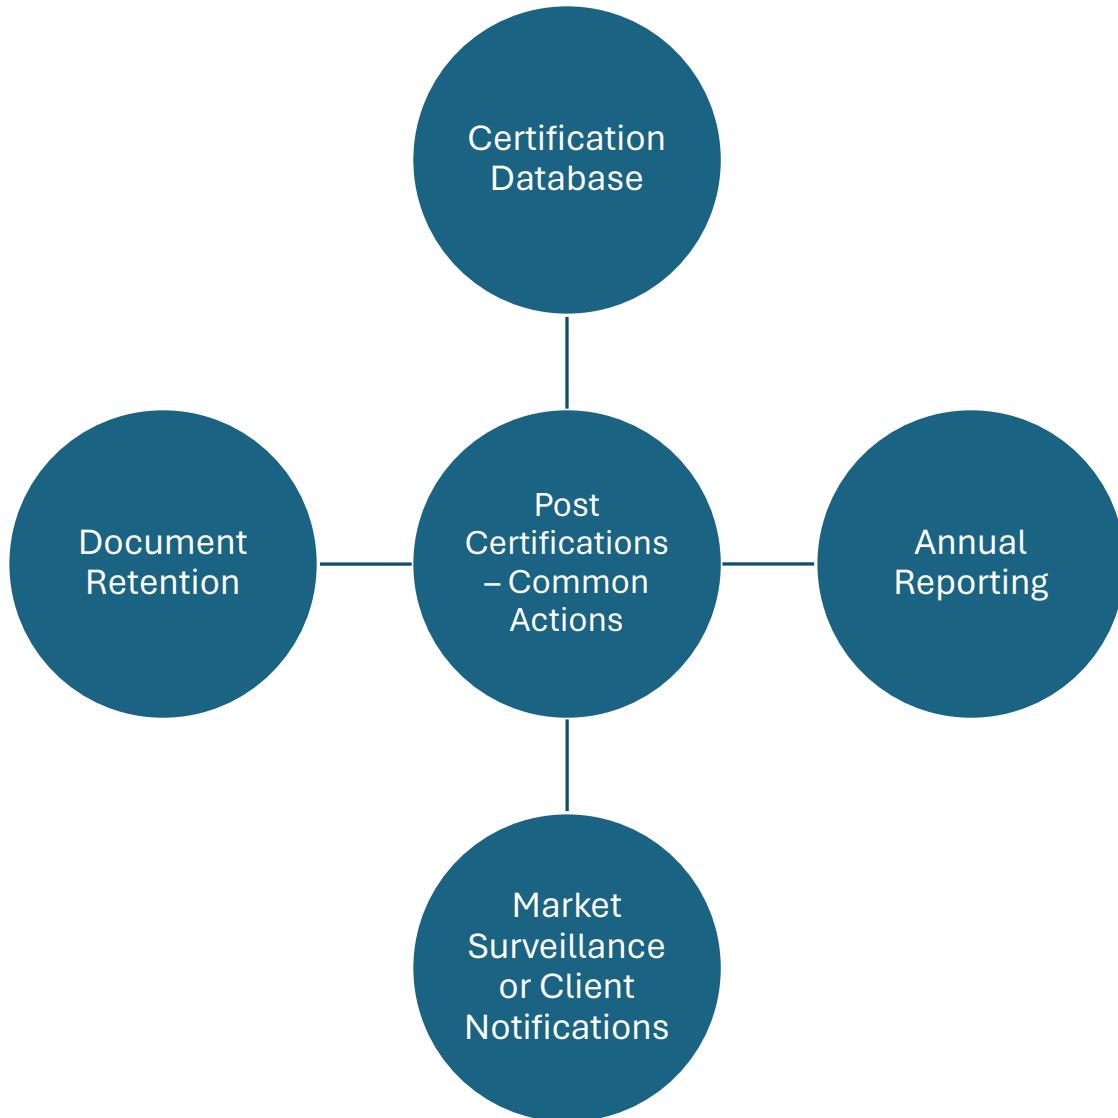 Certification
Database
Document
Retention
Post
Certifications
– Common
Actions
Annual
Reporting
Market
Surveillance
or Client
Notifications